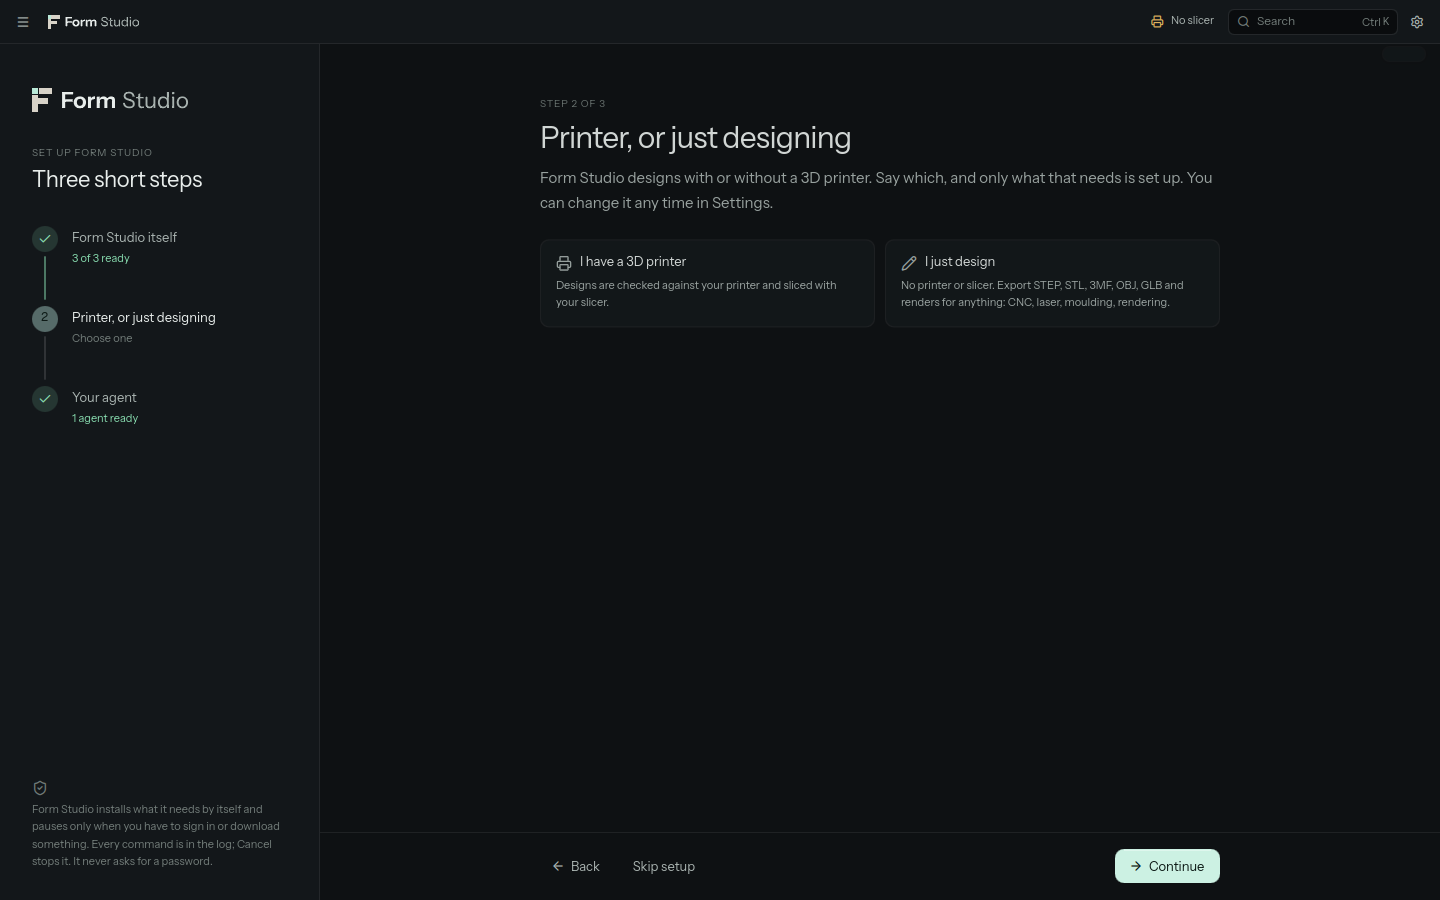 Form Studio
No slicer
Search
Ctrl K
Form Studio
SET UP FORM STUDIO
Three short steps
Form Studio itself
3 of 3 ready
2
Printer, or just designing
Choose one
Your agent
1 agent ready
Form Studio installs what it needs by itself and
pauses only when you have to sign in or download
something. Every command is in the log; Cancel
stops it. It never asks for a password.
STEP 2 OF 3
Printer, or just designing
Form Studio designs with or without a 3D printer. Say which, and only what that needs is set up. You
can change it any time in Settings.
I have a 3D printer
Designs are checked against your printer and sliced with
your slicer.
I just design
No printer or slicer. Export STEP, STL, 3MF, OBJ, GLB and
renders for anything: CNC, laser, moulding, rendering.
Back
Skip setup
Continue